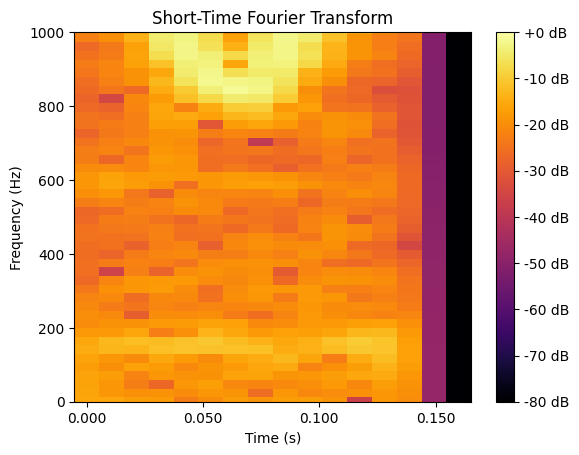 Short-Time Fourier Transform
1000
800
600
400
200
0
Frequency (Hz)
0.000
0.050
0.100
0.150
Time (s)
+0 dB
-10 dB
-20 dB
-30 dB
-40 dB
-50 dB
-60 dB
-70 dB
-80 dB